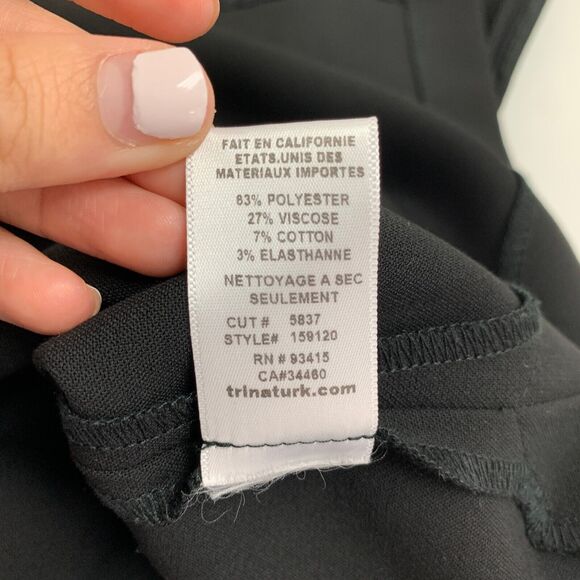 FAIT EN CALIFORNIE
ETATS.UNIS DES
MATERIAUX IMPORTES
63% POLYESTER
27% VISCOSE
7% COTTON
3% ELASTHANNE
NETTOYAGE A SEC
SEULEMENT
CUT # 5837
STYLE# 159120
RN # 93415
CA#34460
trinaturk.com